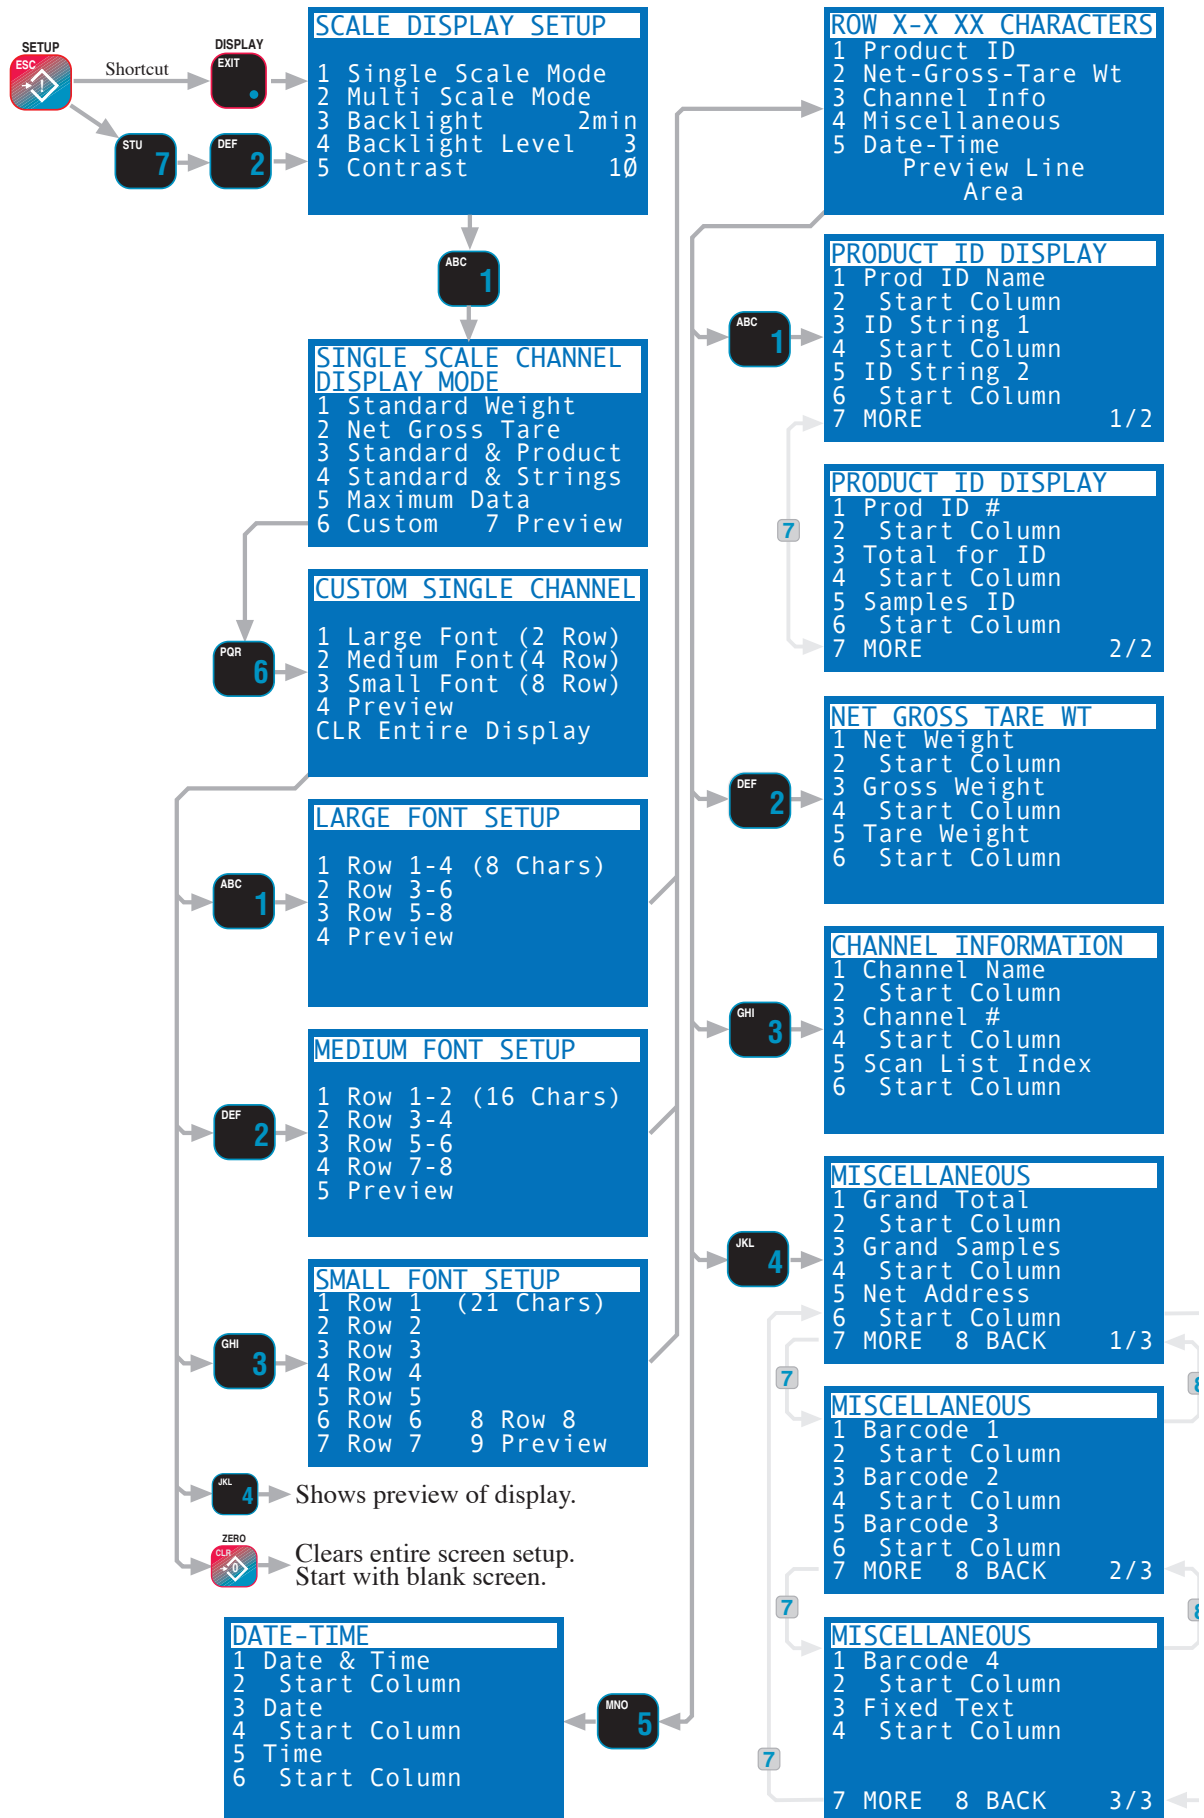 SETUP
ESC
Shortcut
DISPLAY
EXIT
STU
7
DEF
2
SCALE DISPLAY SETUP
1 Single Scale Mode
2 Multi Scale Mode
3 Backlight 2min
4 Backlight Level 3
5 Contrast 1Ø
ABC
1
SINGLE SCALE CHANNEL
DISPLAY MODE
1 Standard Weight
2 Net Gross Tare
3 Standard & Product
4 Standard & Strings
5 Maximum Data
6 Custom 7 Preview
PQR
6
CUSTOM SINGLE CHANNEL
1 Large Font (2 Row)
2 Medium Font(4 Row)
3 Small Font (8 Row)
4 Preview
CLR Entire Display
ABC
1
LARGE FONT SETUP
1 Row 1-4 (8 Chars)
2 Row 3-6
3 Row 5-8
4 Preview
DEF
2
MEDIUM FONT SETUP
1 Row 1-2 (16 Chars)
2 Row 3-4
3 Row 5-6
4 Row 7-8
5 Preview
GHI
3
SMALL FONT SETUP
1 Row 1 (21 Chars)
2 Row 2
3 Row 3
4 Row 4
5 Row 5
6 Row 6 8 Row 8
7 Row 7 9 Preview
JKL
4
Shows preview of display.
ZERO
CLR
0
Clears entire screen setup.
Start with blank screen.
DATE-TIME
1 Date & Time
2 Start Column
3 Date
4 Start Column
5 Time
6 Start Column
MNO
5
ROW X-X XX CHARACTERS
1 Product ID
2 Net-Gross-Tare Wt
3 Channel Info
4 Miscellaneous
5 Date-Time
Preview Line
Area
ABC
1
PRODUCT ID DISPLAY
1 Prod ID Name
2 Start Column
3 ID String 1
4 Start Column
5 ID String 2
6 Start Column
7 MORE 1/2
7
PRODUCT ID DISPLAY
1 Prod ID #
2 Start Column
3 Total for ID
4 Start Column
5 Samples ID
6 Start Column
7 MORE 2/2
DEF
2
NET GROSS TARE WT
1 Net Weight
2 Start Column
3 Gross Weight
4 Start Column
5 Tare Weight
6 Start Column
GHI
3
CHANNEL INFORMATION
1 Channel Name
2 Start Column
3 Channel #
4 Start Column
5 Scan List Index
6 Start Column
JKL
4
MISCELLANEOUS
1 Grand Total
2 Start Column
3 Grand Samples
4 Start Column
5 Net Address
6 Start Column
7 MORE 8 BACK 1/3
7
8
MISCELLANEOUS
1 Barcode 1
2 Start Column
3 Barcode 2
4 Start Column
5 Barcode 3
6 Start Column
7 MORE 8 BACK 2/3
7
8
MISCELLANEOUS
1 Barcode 4
2 Start Column
3 Fixed Text
4 Start Column
7
7 MORE 8 BACK 3/3